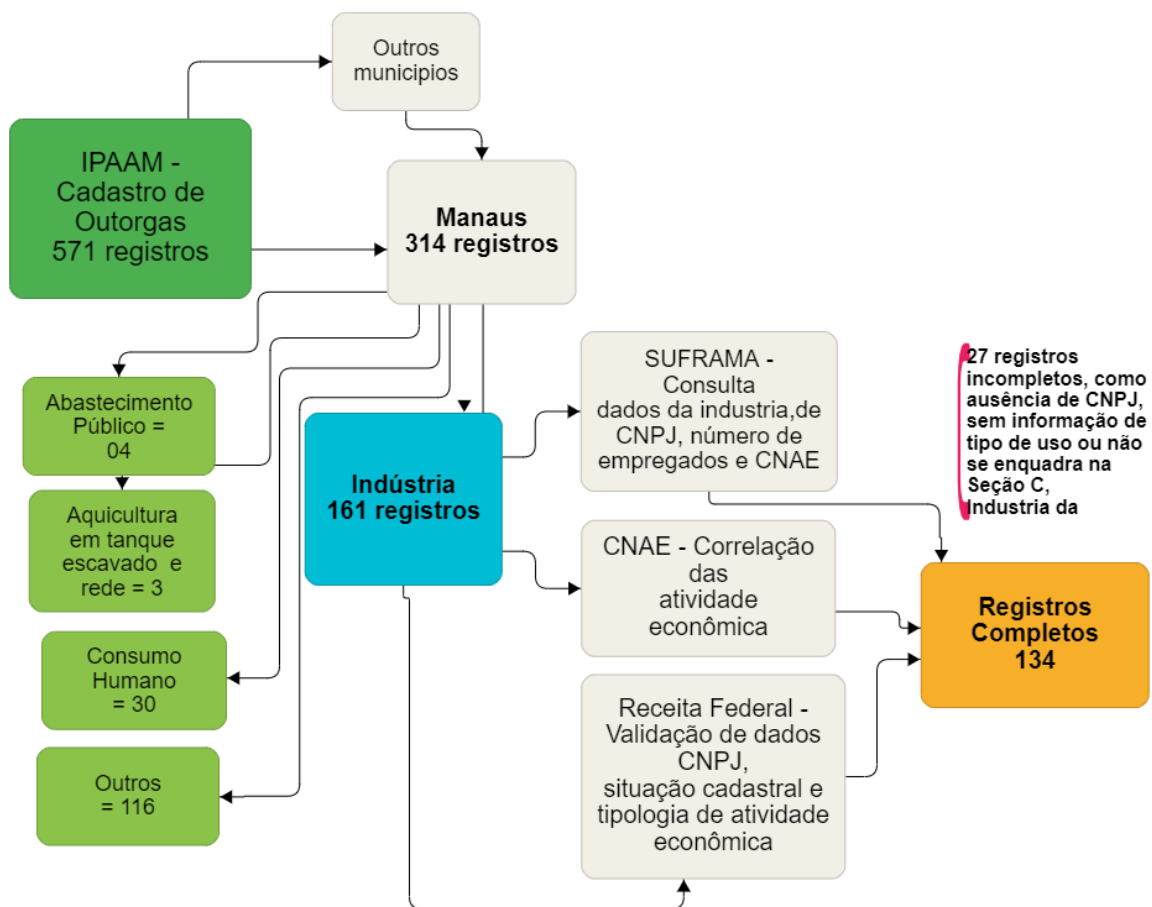 Outros
municipios
IPAAM -
Cadastro de
Outorgas
571 registros
Manaus
314 registros
Abastecimento
Público =
04
Aquicultura
em tanque
escavado e
rede = 3
Consumo
Humano
= 30
Outros
= 116
Indústria
161 registros
SUFRAMA -
Consulta
dados da industria,de
CNPJ, número de
empregados e CNAE
CNAE - Correlação
das
atividade
econômica
Receita Federal -
Validação de dados
CNPJ,
situação cadastral e
tipologia de atividade
econômica
27 registros
incompletos, como
ausência de CNPJ,
sem informação de
tipo de uso ou não
se enquadra na
Seção C,
Industria da
Registros
Completos
134